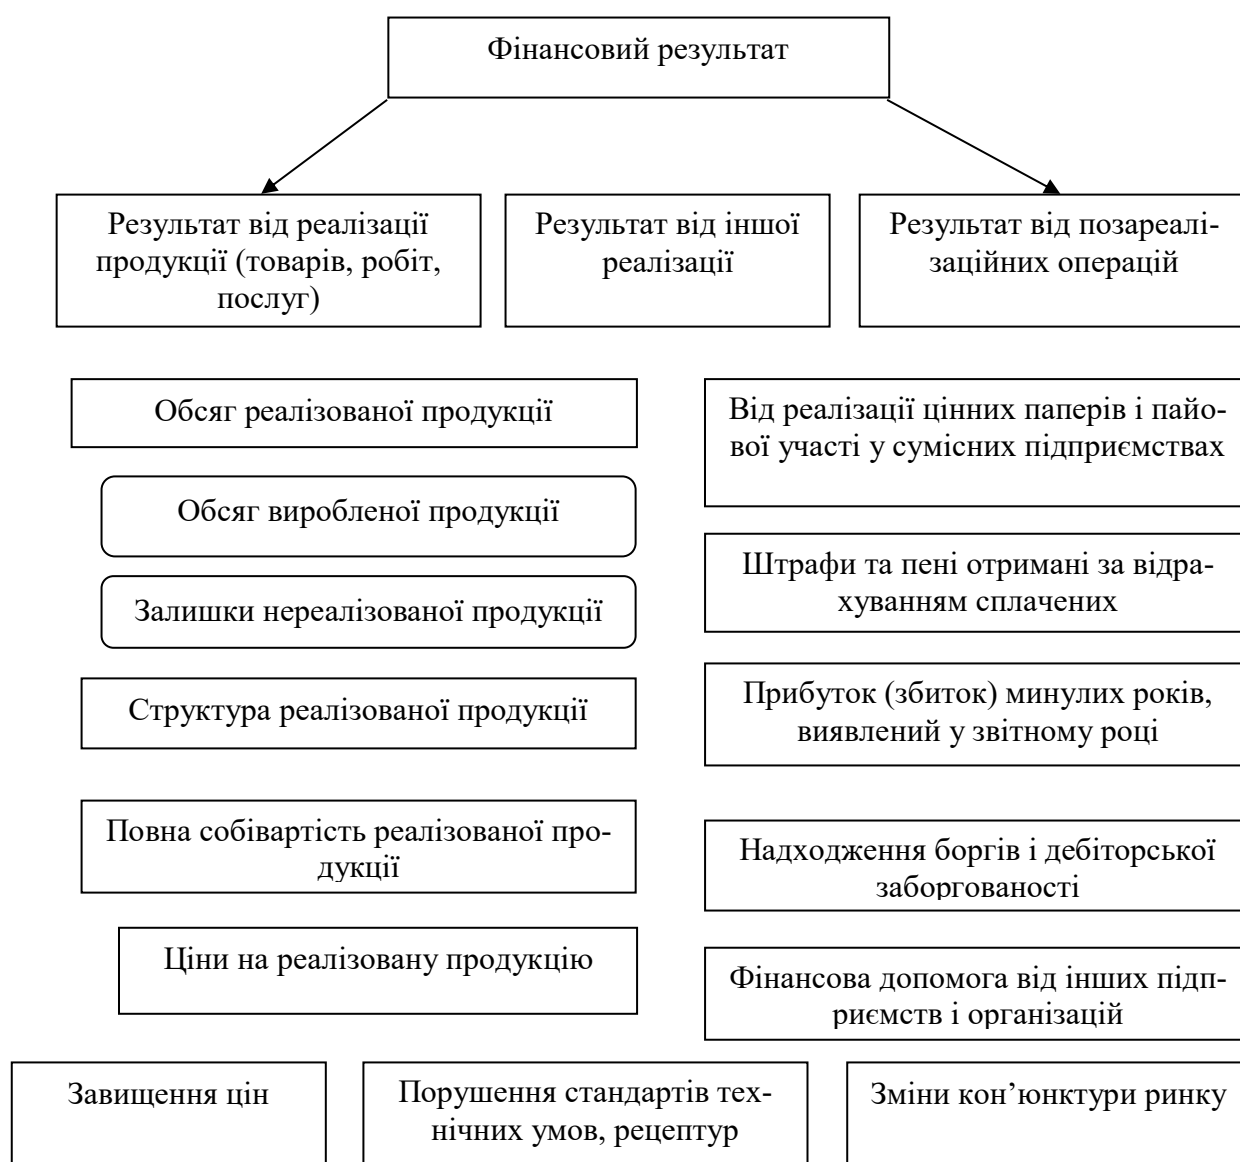 Фінансовий результат
Результат від реалізації
продукції (товарів, робіт,
послуг)
Результат від іншої
реалізації
Результат від позареалі-
заційних операцій
Обсяг реалізованої продукції
Обсяг виробленої продукції
Залишки нереалізованої продукції
Структура реалізованої продукції
Повна собівартість реалізованої про-
дукції
Ціни на реалізовану продукцію
Від реалізації цінних паперів і пайо-
вої участі у сумісних підприємствах
Штрафи та пені отримані за відра-
хуванням сплачених
Прибуток (збиток) минулих років,
виявлений у звітному році
Надходження боргів і дебіторської
заборгованості
Фінансова допомога від інших підп-
риємств і організацій
Завищення цін
Порушення стандартів тех-
нічних умов, рецептур
Зміни кон’юнктури ринку